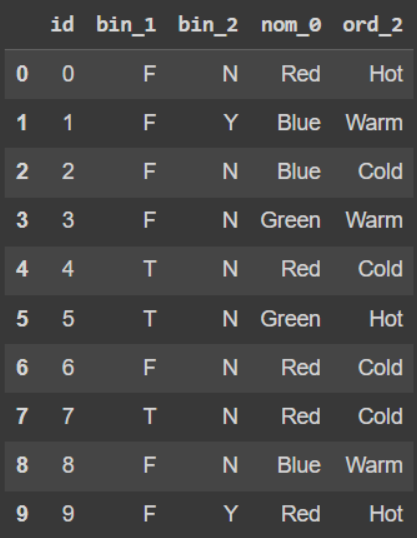 id bin_1 bin_2 nom_0 ord_2
0 0 F N Red Hot
1 1 F Y Blue Warm
2 2 F N Blue Cold
3 3 F N Green Warm
4 4 T N Red Cold
5 5 T N Green Hot
6 6 F N Red Cold
7 7 T N Red Cold
8 8 F N Blue Warm
9 9 F Y Red Hot